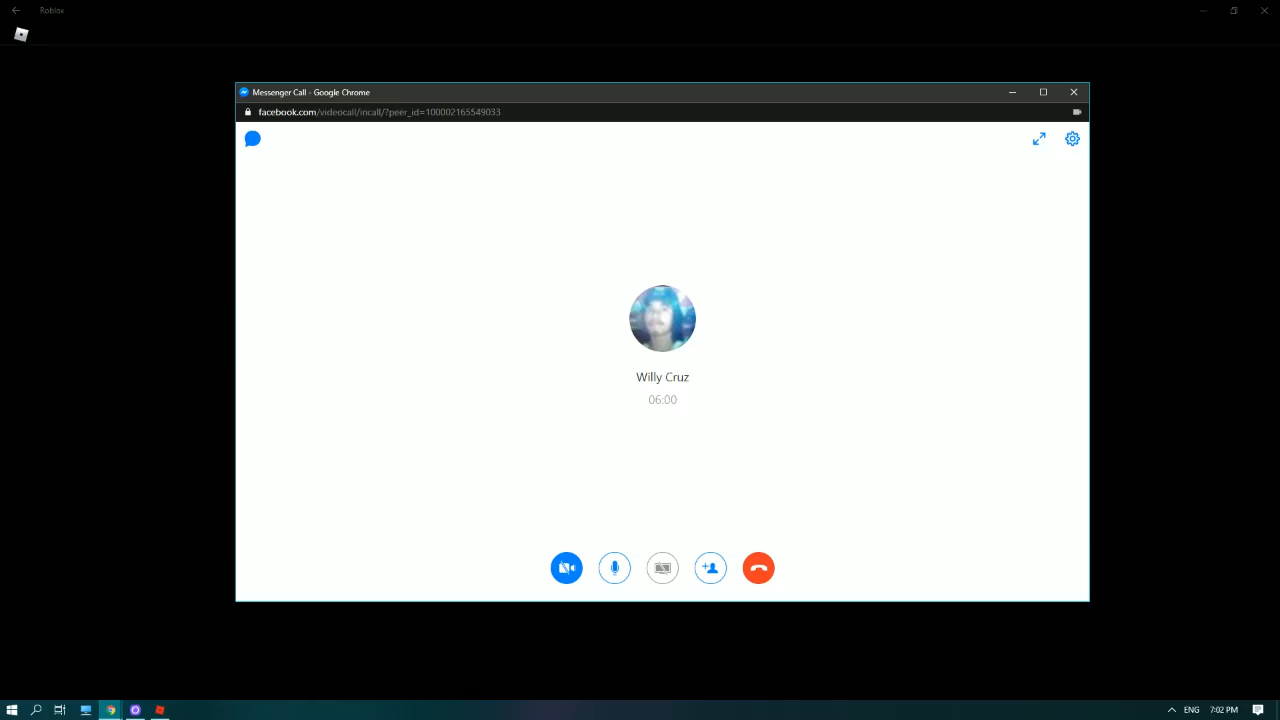 Roblox
Messenger Call - Google Chrome
facebook.com/videocall/incall/?peer_id=100002165549033
Willy Cruz
06:00
ENG
7:02 PM